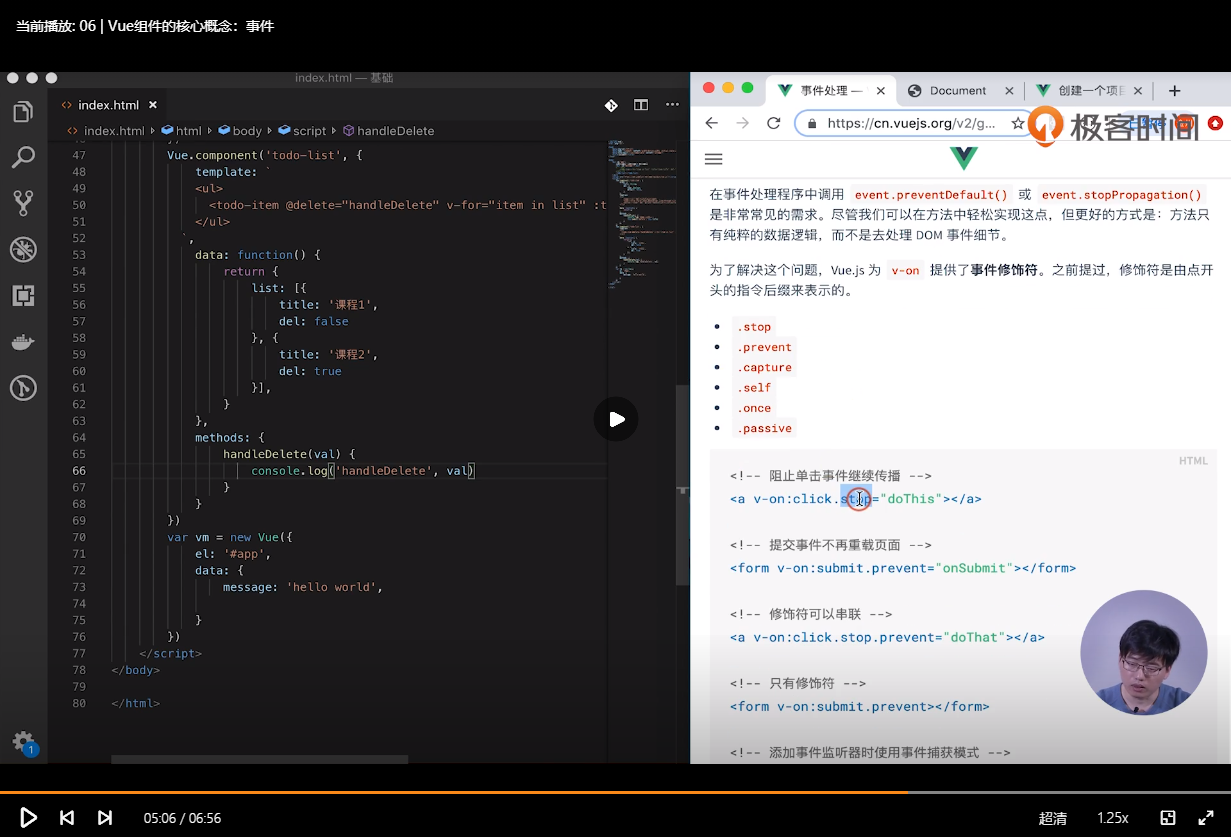 当前播放: 06 | Vue组件的核心概念：事件
index.html — 基础
index.html
index.html html body script handleDelete
47 Vue.component('todo-list', {
48 template: `
49 <ul>
50 <todo-item @delete="handleDelete" v-for="item in list" :t
51 </ul>
52 `,
53 data: function() {
54 return {
55 list: [{
56 title: '课程1',
57 del: false
58 }, {
59 title: '课程2',
60 del: true
61 }],
62 }
63 },
64 methods: {
65 handleDelete(val) {
66 console.log('handleDelete', val)
67 }
68 }
69 })
70 var vm = new Vue({
71 el: '#app',
72 data: {
73 message: 'hello world',
74
75 }
76 })
77 </script>
78 </body>
79
80 </html>
1
事件处理 — Document 创建一个项目
https://cn.vuejs.org/v2/g...
极客时间
在事件处理程序中调用 event.preventDefault() 或 event.stopPropagation()
是非常常见的需求。尽管我们可以在方法中轻松实现这点，但更好的方式是：方法只
有纯粹的数据逻辑，而不是去处理 DOM 事件细节。
为了解决这个问题，Vue.js 为 v-on 提供了事件修饰符。之前提过，修饰符是由点开
头的指令后缀来表示的。
.stop
.prevent
.capture
.self
.once
.passive
HTML
<!-- 阻止单击事件继续传播 -->
<a v-on:click.stop="doThis"></a>
<!-- 提交事件不再重载页面 -->
<form v-on:submit.prevent="onSubmit"></form>
<!-- 修饰符可以串联 -->
<a v-on:click.stop.prevent="doThat"></a>
<!-- 只有修饰符 -->
<form v-on:submit.prevent></form>
<!-- 添加事件监听器时使用事件捕获模式 -->
05:06 / 06:56
超清
1.25x